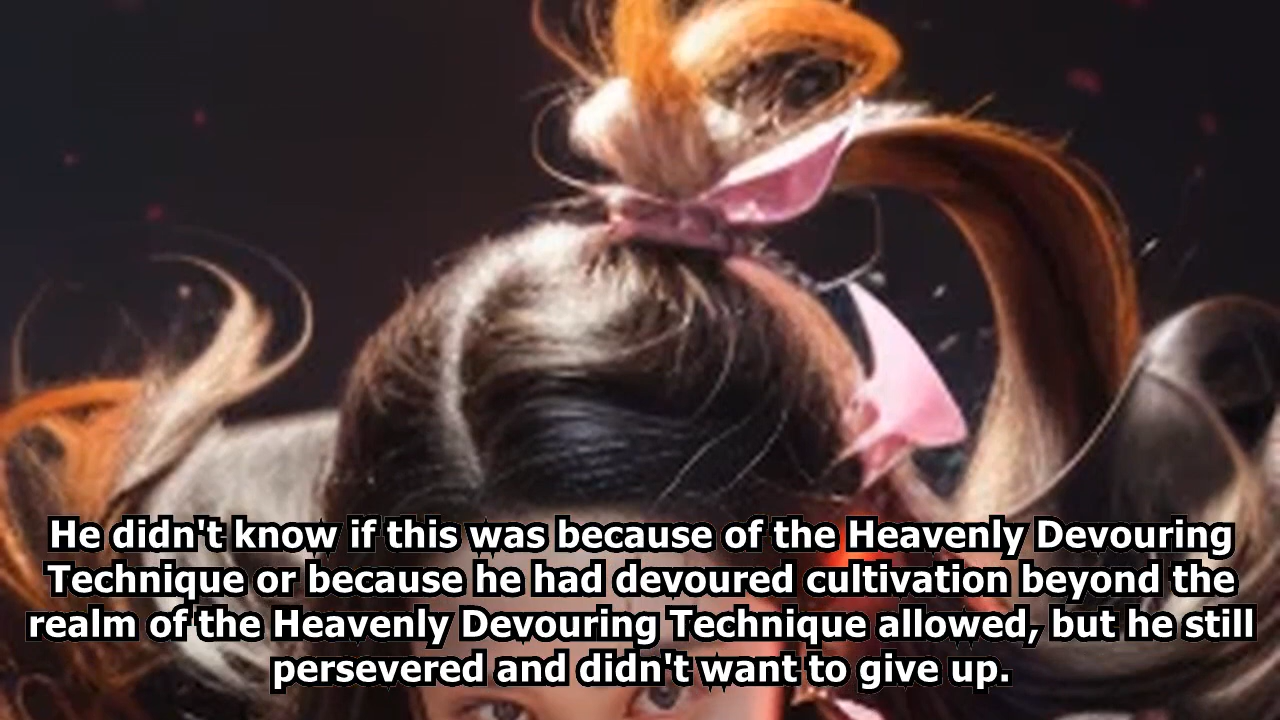 He didn't know if this was because of the Heavenly Devouring
Technique or because he had devoured cultivation beyond the
realm of the Heavenly Devouring Technique allowed, but he still
persevered and didn't want to give up.